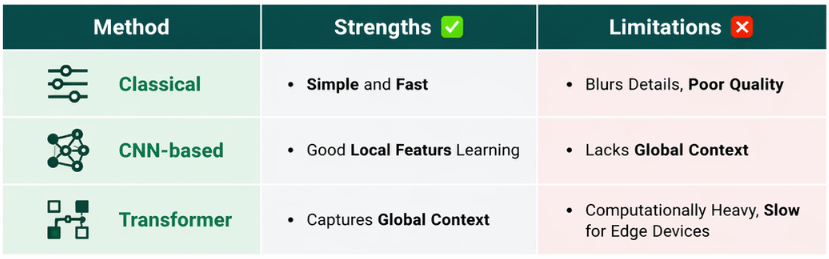 Method Strengths ✅ Limitations ❌
Classical • Simple and Fast • Blurs Details, Poor Quality
CNN-based • Good Local Featurs Learning • Lacks Global Context
Transformer • Captures Global Context • Computationally Heavy, Slow
for Edge Devices